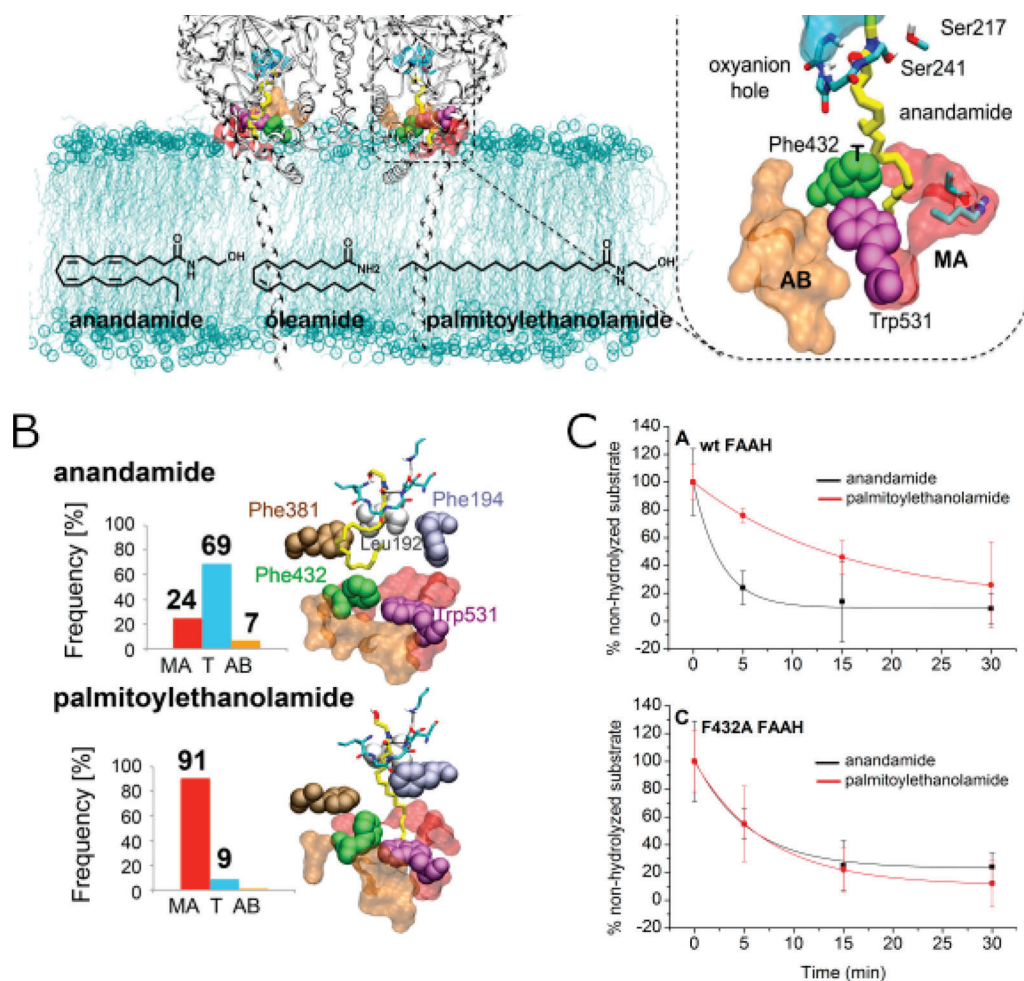 Ser217
oxyanion
hole
Ser241
anandamide
Phe432
T
AB
MA
Trp531
O
N
H
OH
anandamide
O
NH2
oleamide
O
N
H
OH
palmitoylethanolamide
B
anandamide
Frequency [%]
100
80
60
40
20
0
24
69
7
MA T AB
Phe381
Phe194
Leu192
Phe432
Trp531
palmitoylethanolamide
Frequency [%]
100
80
60
40
20
0
91
9
MA T AB
C
A wt FAAH
anandamide
palmitoylethanolamide
% non-hydrolyzed substrate
140
120
100
80
60
40
20
0
-20
0 5 10 15 20 25 30
C F432A FAAH
anandamide
palmitoylethanolamide
% non-hydrolyzed substrate
140
120
100
80
60
40
20
0
-20
0 5 10 15 20 25 30
Time (min)